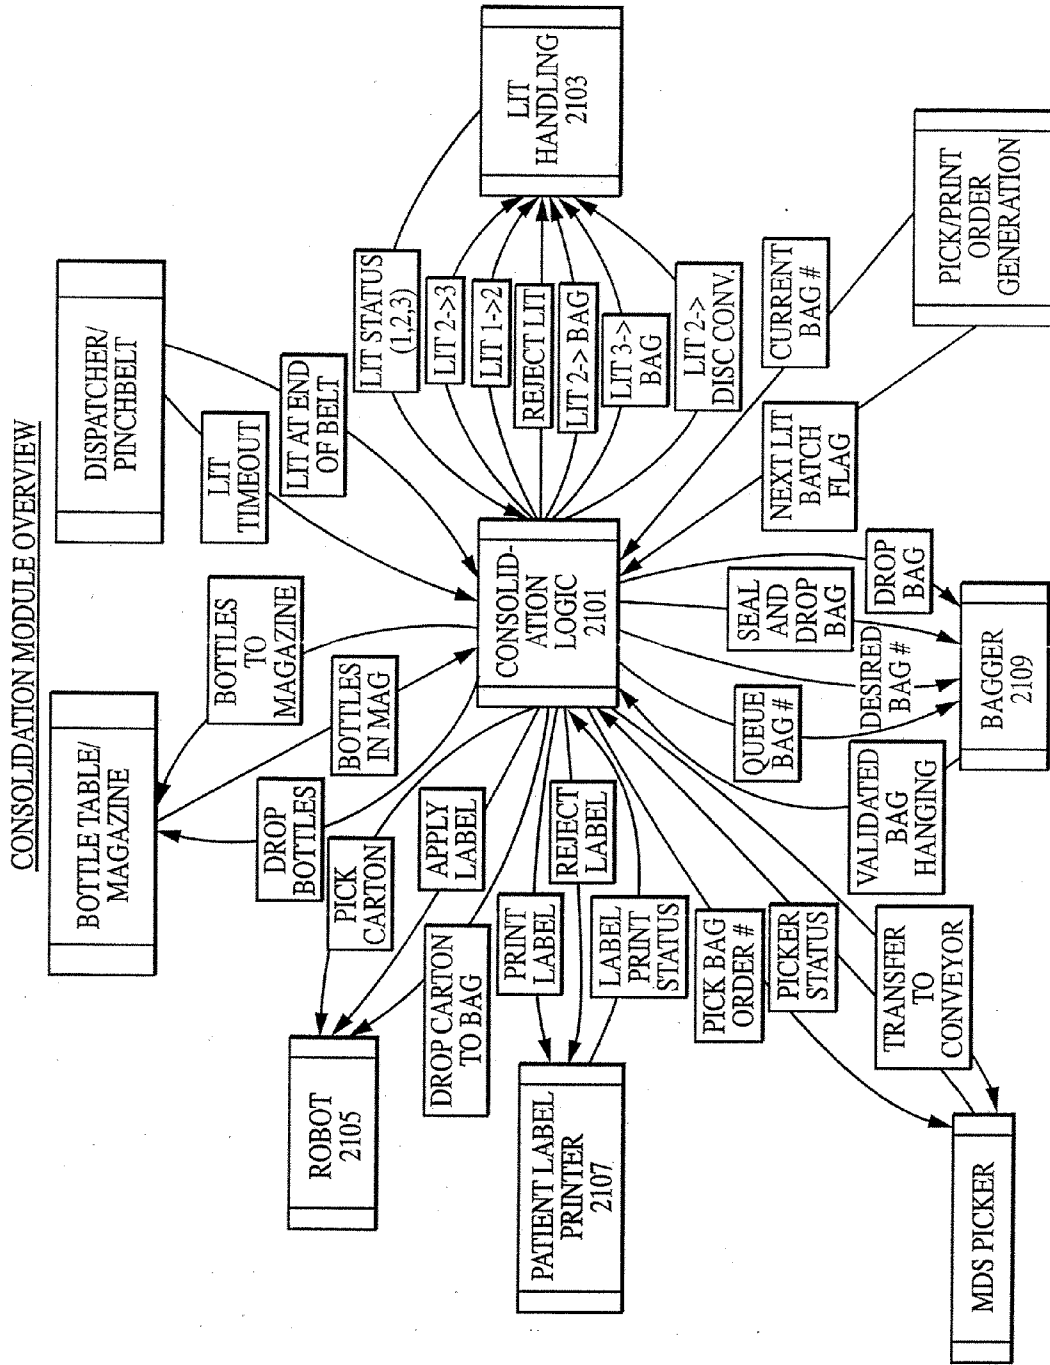 CONSOLIDATION MODULE OVERVIEW
BOTTLE TABLE/
MAGAZINE
DISPATCHER/
PINCHBELT
BOTTLES
TO
MAGAZINE
LIT
TIMEOUT
LIT AT END
OF BELT
DROP
BOTTLES
BOTTLES
IN MAG
PICK
CARTON
ROBOT
2105
APPLY
LABEL
DROP CARTON
TO BAG
LIT STATUS
(1,2,3)
LIT 2->3
LIT 1->2
REJECT LIT
LIT 2-> BAG
LIT 3->
BAG
LIT 2->
DISC CONV.
LIT
HANDLING
2103
CONSOLID-
ATION
LOGIC
2101
PRINT
LABEL
REJECT
LABEL
LABEL
PRINT
STATUS
PATIENT LABEL
PRINTER
2107
PICK BAG
ORDER #
PICKER
STATUS
TRANSFER
TO
CONVEYOR
MDS PICKER
VALIDATED
BAG
HANGING
QUEUE
BAG #
DESIRED
BAG #
SEAL
AND
DROP
BAG
DROP
BAG
BAGGER
2109
NEXT LIT
BATCH
FLAG
CURRENT
BAG #
PICK/PRINT
ORDER
GENERATION